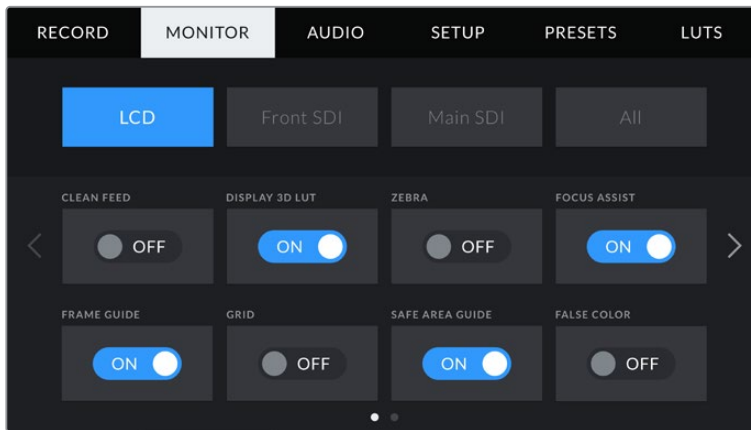 RECORD MONITOR AUDIO SETUP PRESETS LUTS
LCD Front SDI Main SDI All
CLEAN FEED DISPLAY 3D LUT ZEBRA FOCUS ASSIST
OFF ON OFF ON
FRAME GUIDE GRID SAFE AREA GUIDE FALSE COLOR
ON OFF ON OFF